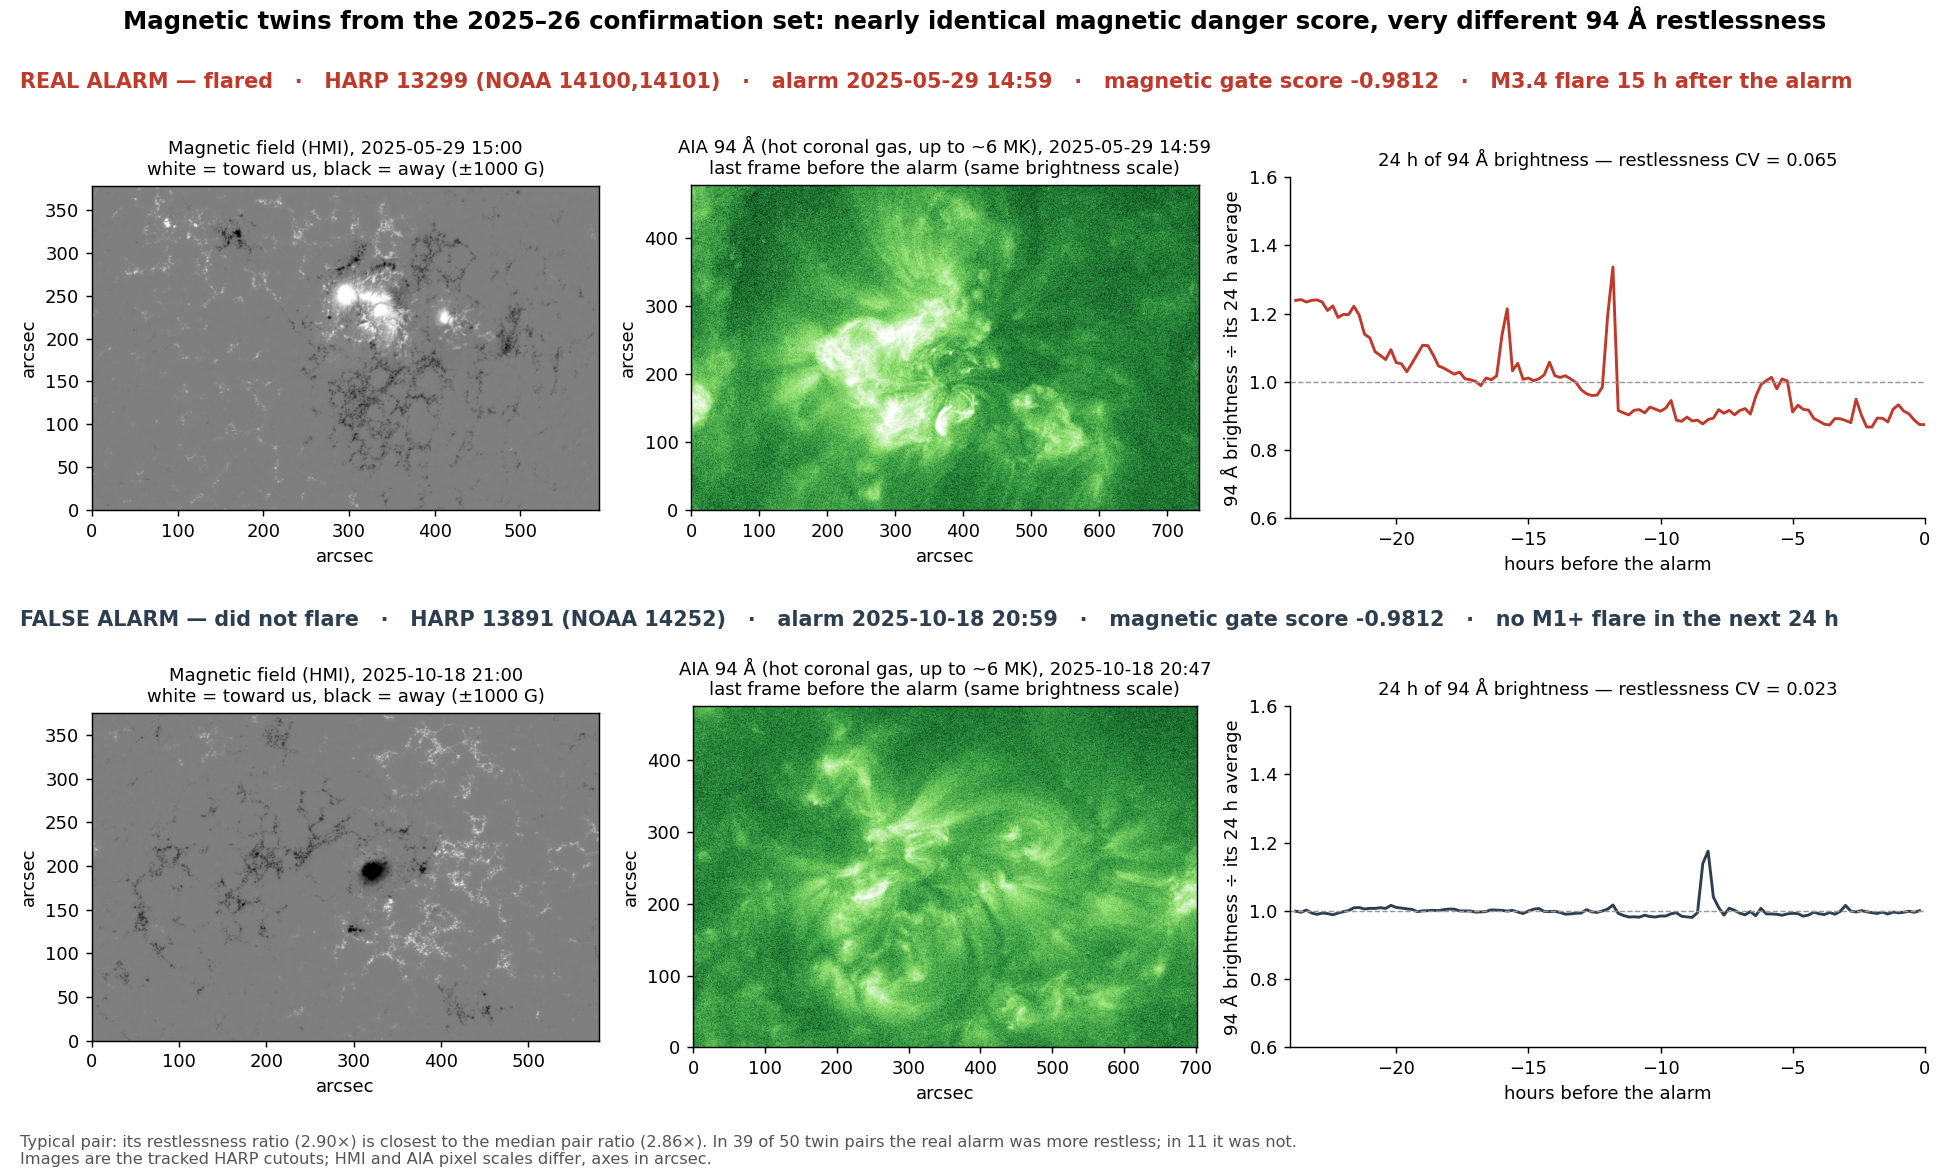 Magnetic twins from the 2025–26 confirmation set: nearly identical magnetic danger score, very different 94 Å restlessness
REAL ALARM — flared · HARP 13299 (NOAA 14100,14101) · alarm 2025-05-29 14:59 · magnetic gate score -0.9812 · M3.4 flare 15 h after the alarm
Magnetic field (HMI), 2025-05-29 15:00
white = toward us, black = away (±1000 G)
350
300
250
200
150
100
50
0
arcsec
0 100 200 300 400 500
arcsec
AIA 94 Å (hot coronal gas, up to ~6 MK), 2025-05-29 14:59
last frame before the alarm (same brightness scale)
400
300
200
100
0
arcsec
0 100 200 300 400 500 600 700
arcsec
24 h of 94 Å brightness — restlessness CV = 0.065
1.6
1.4
1.2
1.0
0.8
0.6
94 Å brightness ÷ its 24 h average
−20 −15 −10 −5 0
hours before the alarm
FALSE ALARM — did not flare · HARP 13891 (NOAA 14252) · alarm 2025-10-18 20:59 · magnetic gate score -0.9812 · no M1+ flare in the next 24 h
Magnetic field (HMI), 2025-10-18 21:00
white = toward us, black = away (±1000 G)
350
300
250
200
150
100
50
0
arcsec
0 100 200 300 400 500
arcsec
AIA 94 Å (hot coronal gas, up to ~6 MK), 2025-10-18 20:47
last frame before the alarm (same brightness scale)
400
300
200
100
0
arcsec
0 100 200 300 400 500 600 700
arcsec
24 h of 94 Å brightness — restlessness CV = 0.023
1.6
1.4
1.2
1.0
0.8
0.6
94 Å brightness ÷ its 24 h average
−20 −15 −10 −5 0
hours before the alarm
Typical pair: its restlessness ratio (2.90×) is closest to the median pair ratio (2.86×). In 39 of 50 twin pairs the real alarm was more restless; in 11 it was not.
Images are the tracked HARP cutouts; HMI and AIA pixel scales differ, axes in arcsec.